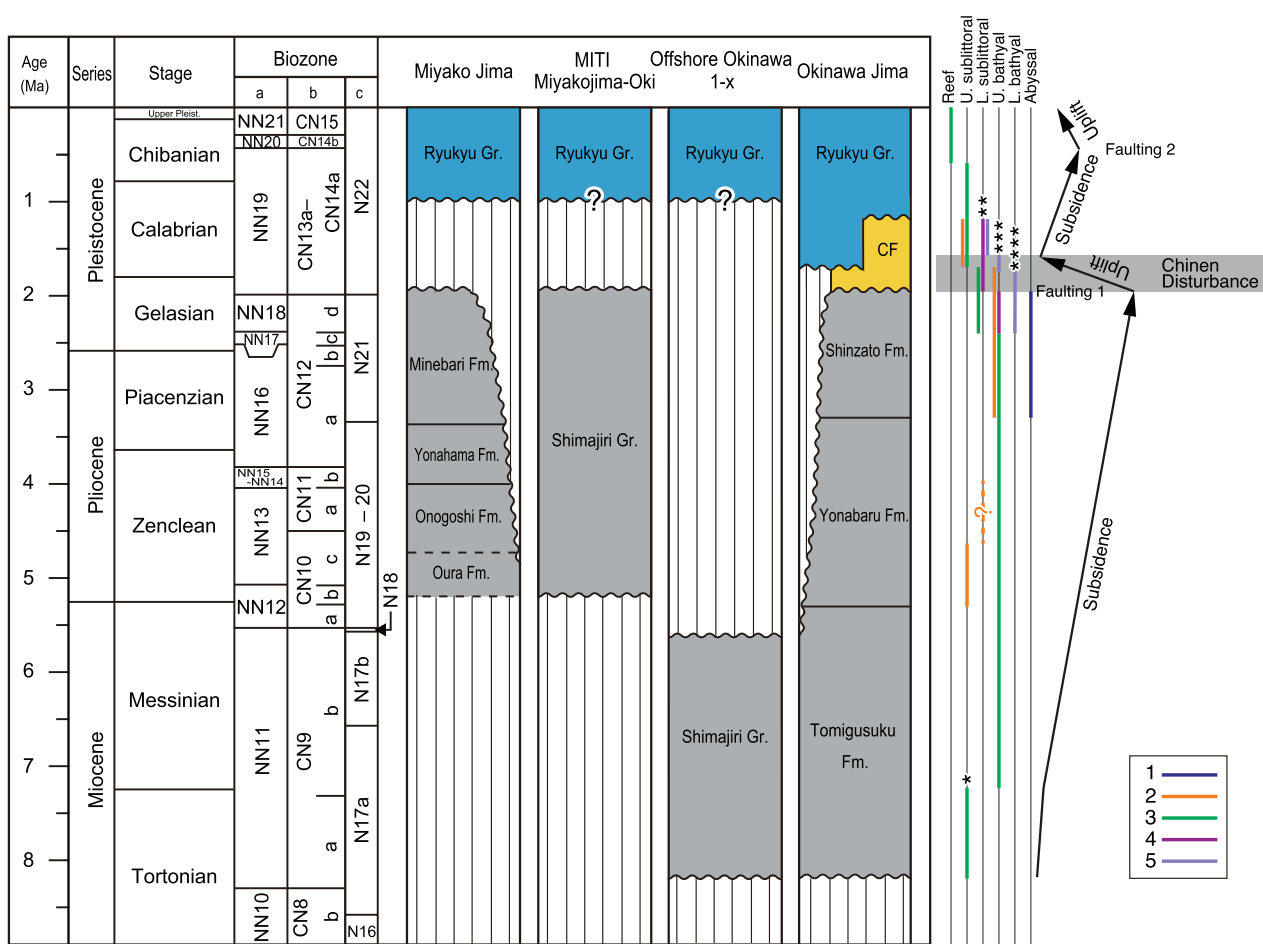 Age
(Ma)
Series
Stage
Biozone
a
b
c
Miyako Jima
MITI
Miyakojima-Oki
Offshore Okinawa
1-x
Okinawa Jima
Reef
U. sublittoral
L. sublittoral
U. bathyal
L. bathyal
Abyssal
1
2
3
4
5
6
7
8
Pleistocene
Pliocene
Miocene
Upper Pleist.
Chibanian
Calabrian
Gelasian
Piacenzian
Zenclean
Messinian
Tortonian
NN21
NN20
NN19
NN18
NN17
NN16
NN15
-NN14
NN13
NN12
NN11
NN10
CN15
CN14b
CN13a–
CN14a
CN12
d
c
b
a
CN11
b
a
CN10
c
b
a
CN9
b
a
CN8
b
N22
N21
N19 – 20
N18
N17b
N17a
N16
Ryukyu Gr.
Minebari Fm.
Yonahama Fm.
Onogoshi Fm.
Oura Fm.
Ryukyu Gr.
?
Shimajiri Gr.
Ryukyu Gr.
?
Shimajiri Gr.
Ryukyu Gr.
CF
Shinzato Fm.
Yonabaru Fm.
Tomigusuku
Fm.
**
***
****
?
*
Uplift
Faulting 2
Subsidence
Uplift
Chinen
Disturbance
Faulting 1
Subsidence
1
2
3
4
5